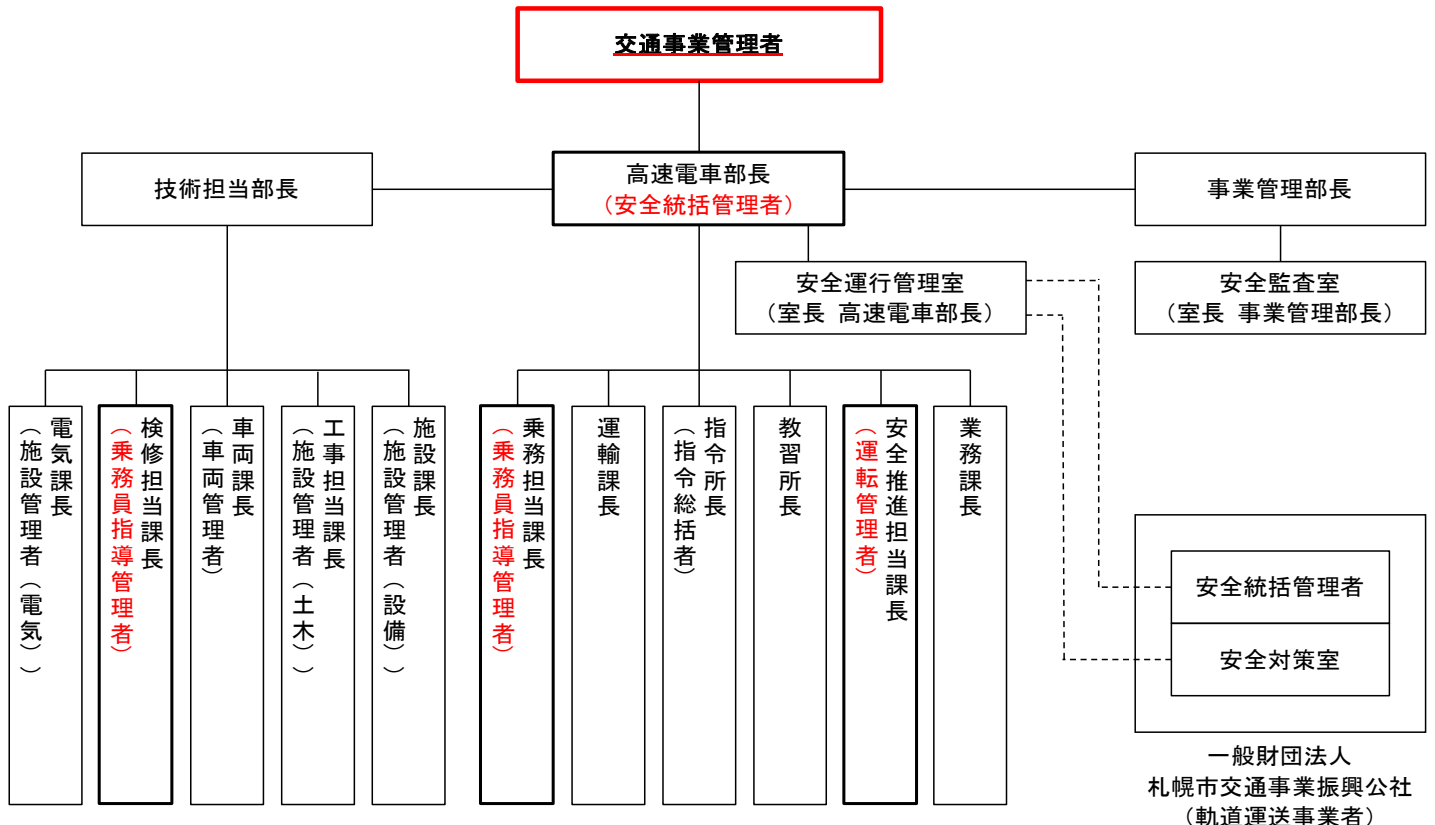 交通事業管理者
技術担当部長
高速電車部長
（安全統括管理者）
事業管理部長
安全運行管理室
（室長 高速電車部長）
安全監査室
（室長 事業管理部長）
電気課長
（施設管理者（電気））
検修担当課長
（乗務員指導管理者）
車両課長
（車両管理者）
工事担当課長
（施設管理者（土木））
施設課長
（施設管理者（設備））
乗務担当課長
（乗務員指導管理者）
運輸課長
指令所長
（指令総括者）
教習所長
安全推進担当課長
（運転管理者）
業務課長
安全統括管理者
安全対策室
一般財団法人
札幌市交通事業振興公社
（軌道運送事業者）